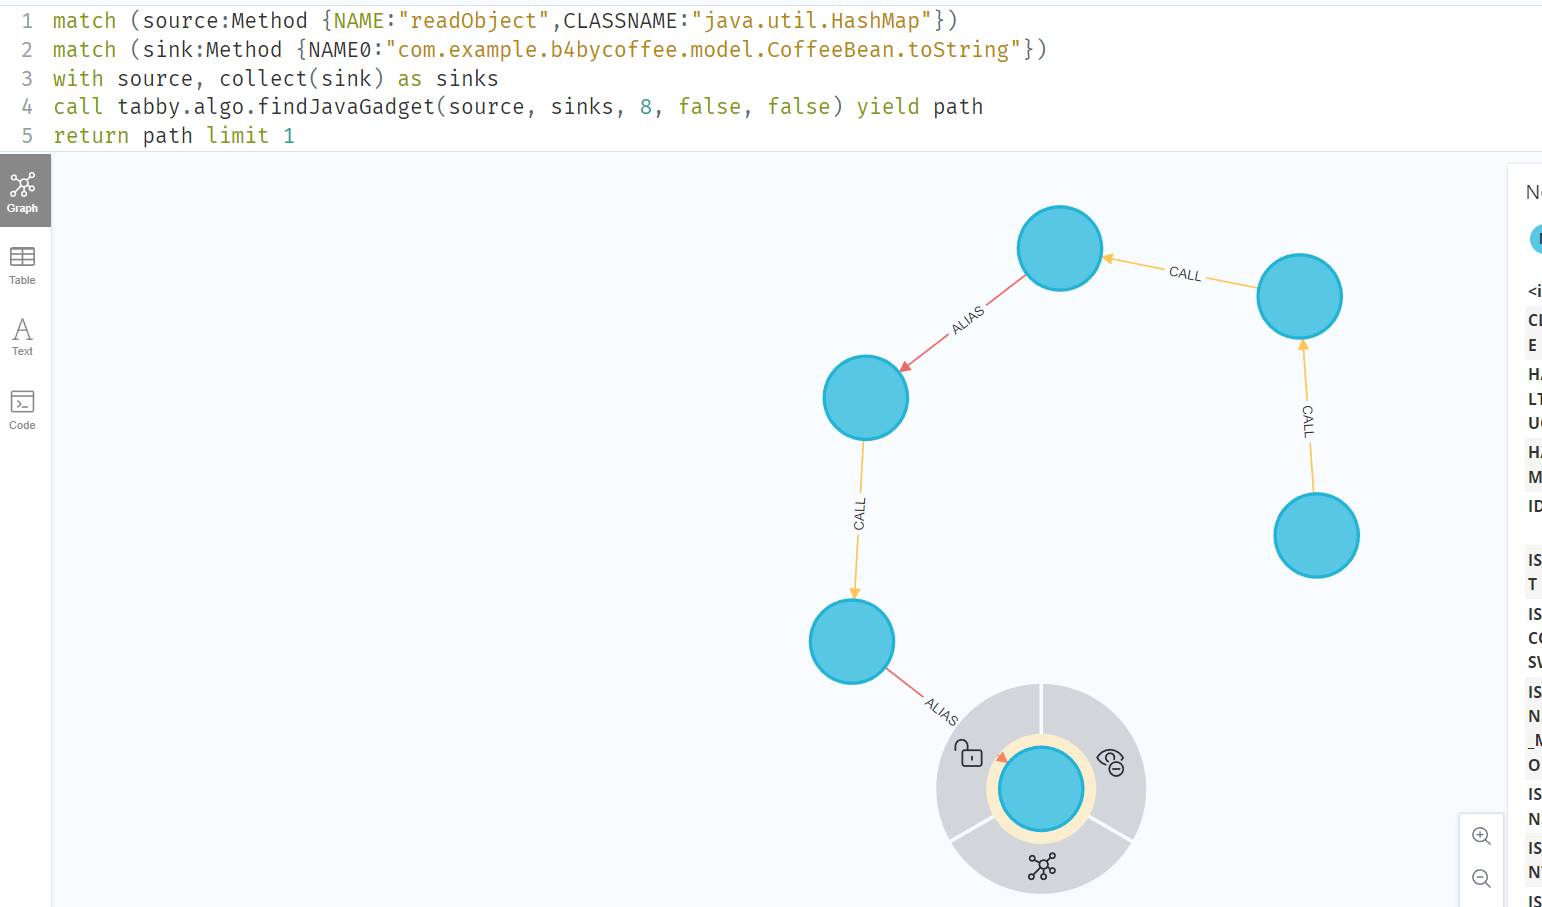 1 match (source:Method {NAME:"readObject",CLASSNAME:"java.util.HashMap"})
2 match (sink:Method {NAME0:"com.example.b4bycoffee.model.CoffeeBean.toString"})
3 with source, collect(sink) as sinks
4 call tabby.algo.findJavaGadget(source, sinks, 8, false, false) yield path
5 return path limit 1
Graph
Table
Text
Code
CALL
ALIAS
CALL
CALL
ALIAS
<i
E
LT
ID
IS
T
IS
IS
_M
O
IS
IS
IS